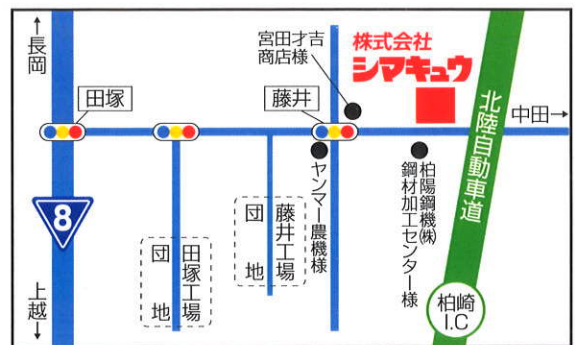 ↑長岡
田塚
8
上越↓
田塚工場
団地
藤井工場
団地
藤井
宮田才吉
商店様
株式会社
シマキュウ
ヤンマー農機様
柏陽鋼機㈱
鋼材加工センター様
北陸自動車道
中田→
柏崎
I.C